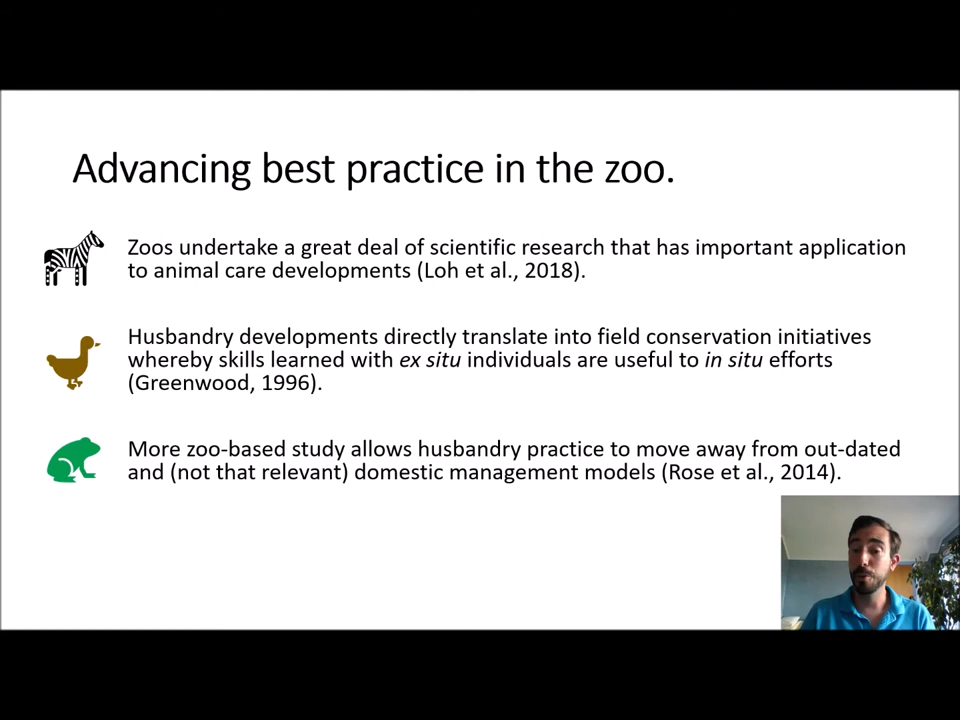 Advancing best practice in the zoo.
Zoos undertake a great deal of scientific research that has important application
to animal care developments (Loh et al., 2018).
Husbandry developments directly translate into field conservation initiatives
whereby skills learned with ex situ individuals are useful to in situ efforts
(Greenwood, 1996).
More zoo-based study allows husbandry practice to move away from out-dated
and (not that relevant) domestic management models (Rose et al., 2014).